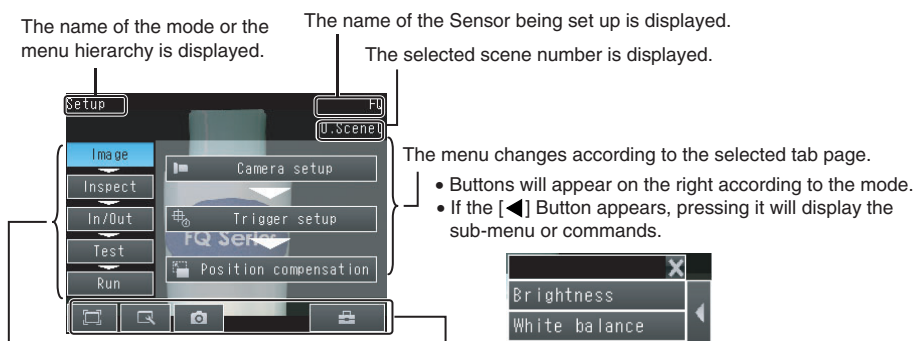 The name of the mode or the
menu hierarchy is displayed.
The name of the Sensor being set up is displayed.
The selected scene number is displayed.
Setup
FQ
0.Scene0
Image
Inspect
In/Out
Test
Run
Camera setup
Trigger setup
FQ Series
Position compensation
The menu changes according to the selected tab page.
• Buttons will appear on the right according to the mode.
• If the [◀] Button appears, pressing it will display the
sub-menu or commands.
Brightness
White balance